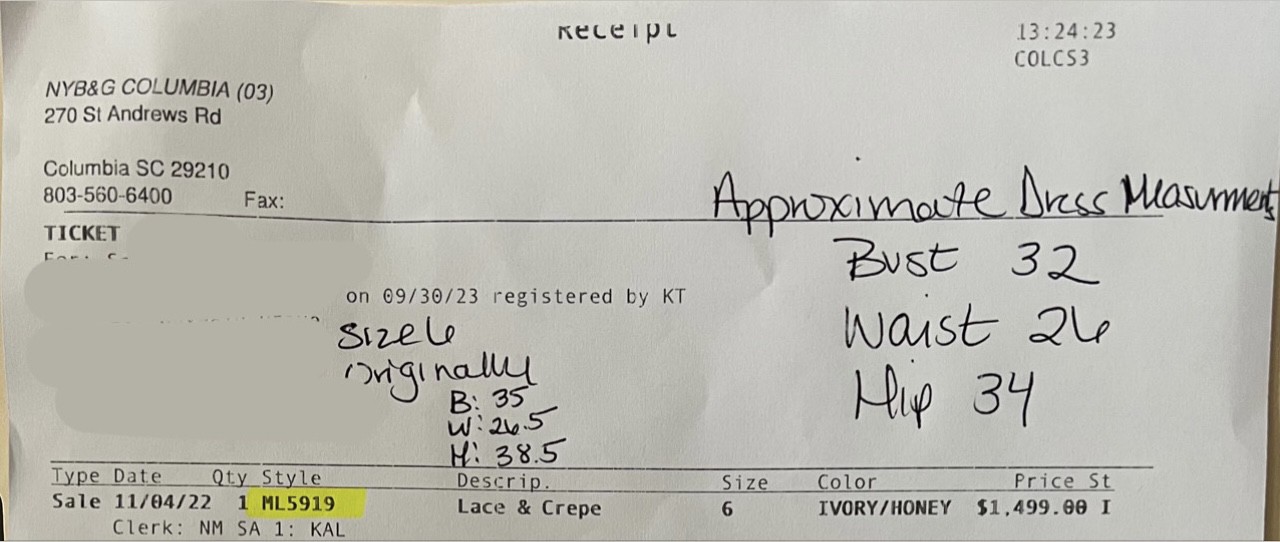 Receipt
13:24:23
COLCS3
NYB&G COLUMBIA (03)
270 St Andrews Rd
Columbia SC 29210
803-560-6400 Fax:
Approximate Dress Measurments
TICKET
Bust 32
on 09/30/23 registered by KT
Waist 26
Size 6
Originally
Hip 34
B: 35
W: 26.5
H: 38.5
Type Date Qty Style Descrip. Size Color Price St
Sale 11/04/22 1 ML5919 Lace & Crepe 6 IVORY/HONEY $1,499.00 I
Clerk: NM SA 1: KAL